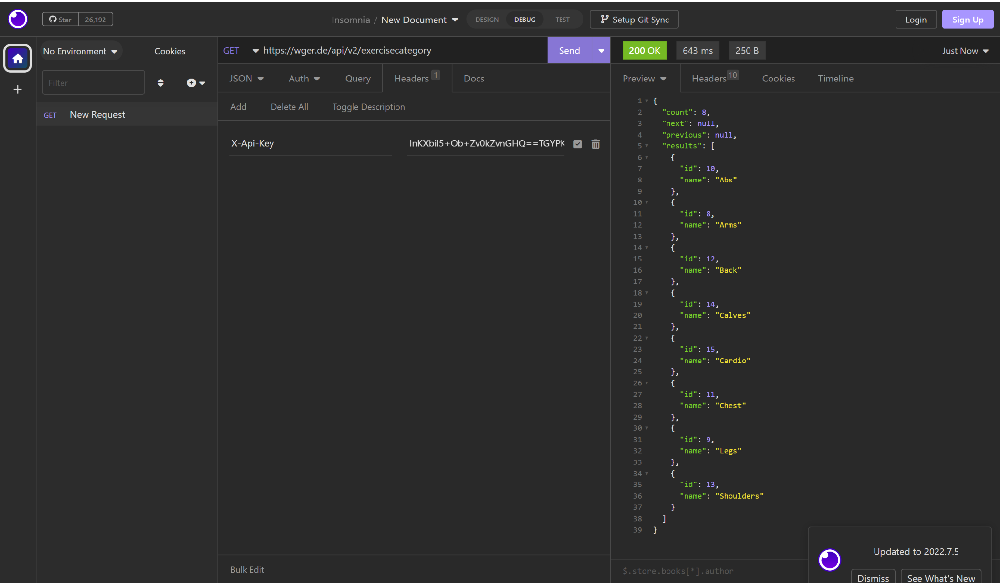 Star 26,192
Insomnia / New Document
DESIGN DEBUG TEST
Setup Git Sync
Login
Sign Up
No Environment
Cookies
Filter
GET New Request
GET https://wger.de/api/v2/exercisecategory
Send
JSON Auth Query Headers 1 Docs
Add Delete All Toggle Description
X-Api-Key InKXbil5+Ob+Zv0kZvnGHQ==TGYPK
Bulk Edit
200 OK 643 ms 250 B Just Now
Preview Headers 10 Cookies Timeline
1 {
2 "count": 8,
3 "next": null,
4 "previous": null,
5 "results": [
6 {
7 "id": 10,
8 "name": "Abs"
9 },
10 {
11 "id": 8,
12 "name": "Arms"
13 },
14 {
15 "id": 12,
16 "name": "Back"
17 },
18 {
19 "id": 14,
20 "name": "Calves"
21 },
22 {
23 "id": 15,
24 "name": "Cardio"
25 },
26 {
27 "id": 11,
28 "name": "Chest"
29 },
30 {
31 "id": 9,
32 "name": "Legs"
33 },
34 {
35 "id": 13,
36 "name": "Shoulders"
37 }
38 ]
39 }
$.store.books[*].author
Updated to 2022.7.5
Dismiss See What's New